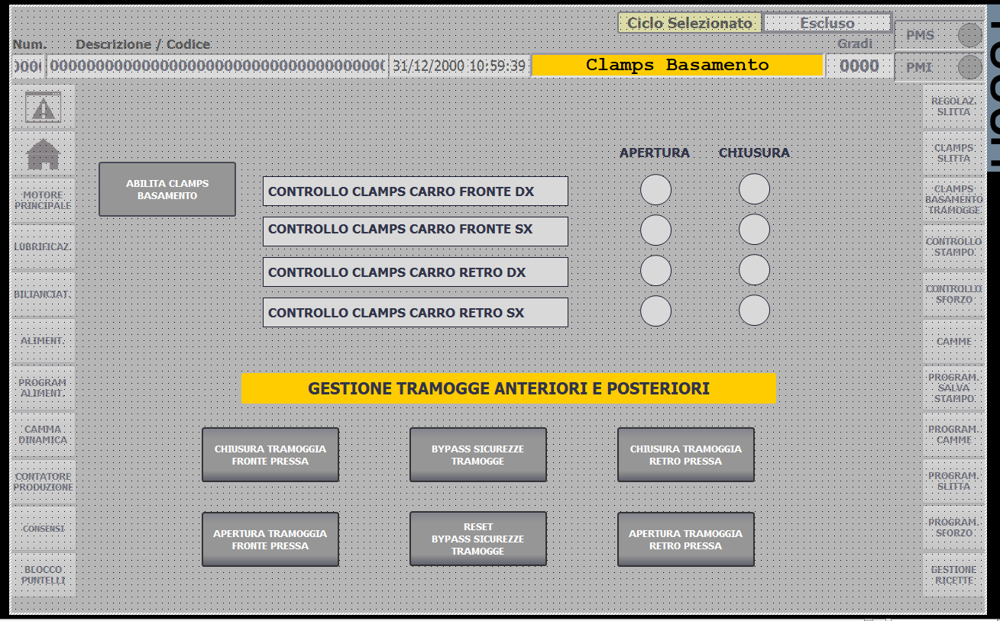 Ciclo Selezionato
Escluso
Num.
Descrizione / Codice
Gradi
PMS
31/12/2000 10:59:39
Clamps Basamento
0000
PMI
REGOLAZ.
SLITTA
CLAMPS
SLITTA
APERTURA
CHIUSURA
ABILITA CLAMPS
BASAMENTO
CONTROLLO CLAMPS CARRO FRONTE DX
CONTROLLO CLAMPS CARRO FRONTE SX
CONTROLLO CLAMPS CARRO RETRO DX
CONTROLLO CLAMPS CARRO RETRO SX
MOTORE
PRINCIPALE
LUBRIFICAZ.
BILIANCIAT.
ALIMENT.
PROGRAM
ALIMENT.
CAMMA
DINAMICA
CONTATORE
PRODUZIONE
CONSENSI
BLOCCO
PUNTELLI
CLAMPS
BASAMENTO
TRAMOGGE
CONTROLLO
STAMPO
CONTROLLO
SFORZO
CAMME
PROGRAM.
SALVA
STAMPO
PROGRAM.
CAMME
PROGRAM.
SLITTA
PROGRAM.
SFORZO
GESTIONE
RICETTE
GESTIONE TRAMOGGE ANTERIORI E POSTERIORI
CHIUSURA TRAMOGGIA
FRONTE PRESSA
BYPASS SICUREZZE
TRAMOGGE
CHIUSURA TRAMOGGIA
RETRO PRESSA
APERTURA TRAMOGGIA
FRONTE PRESSA
RESET
BYPASS SICUREZZE
TRAMOGGE
APERTURA TRAMOGGIA
RETRO PRESSA